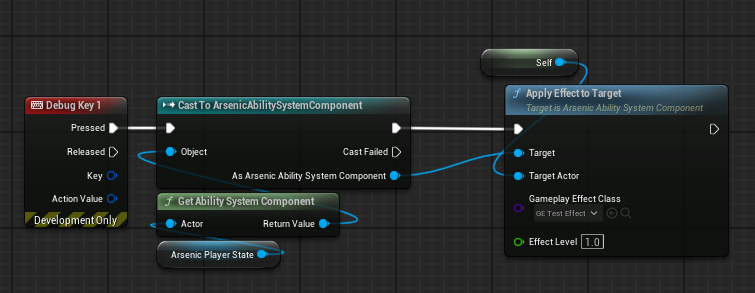 Debug Key 1
Pressed
Released
Key
Action Value
Development Only
Cast To ArsenicAbilitySystemComponent
Object
Cast Failed
As Arsenic Ability System Component
Get Ability System Component
Actor
Return Value
Arsenic Player State
Self
Apply Effect to Target
Target is Arsenic Ability System Component
Target
Target Actor
Gameplay Effect Class
GE Test Effect
Effect Level 1.0